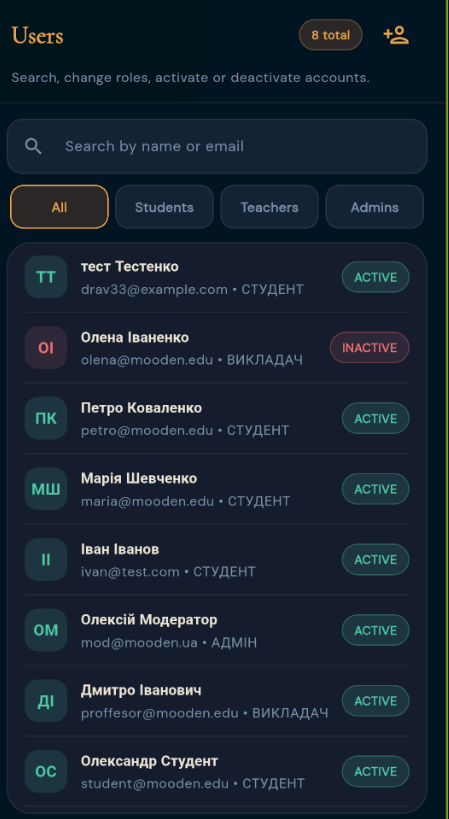 Users
8 total
Search, change roles, activate or deactivate accounts.
Search by name or email
All
Students
Teachers
Admins
ТТ
тест Тестенко
drav33@example.com • СТУДЕНТ
ACTIVE
ОІ
Олена Іваненко
olena@mooden.edu • ВИКЛАДАЧ
INACTIVE
ПК
Петро Коваленко
petro@mooden.edu • СТУДЕНТ
ACTIVE
МШ
Марія Шевченко
maria@mooden.edu • СТУДЕНТ
ACTIVE
ІІ
Іван Іванов
ivan@test.com • СТУДЕНТ
ACTIVE
ОМ
Олексій Модератор
mod@mooden.ua • АДМІН
ACTIVE
ДІ
Дмитро Іванович
proffesor@mooden.edu • ВИКЛАДАЧ
ACTIVE
ОС
Олександр Студент
student@mooden.edu • СТУДЕНТ
ACTIVE